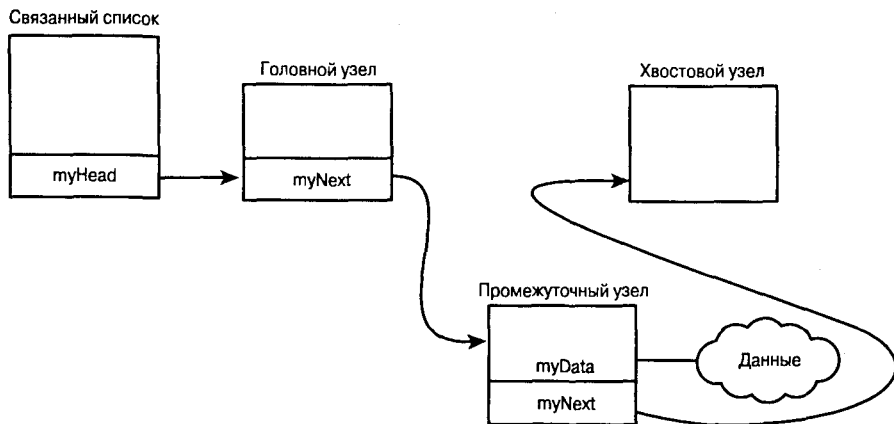 Связанный список
Головной узел
Хвостовой узел
myHead
myNext
Промежуточный узел
myData
Данные
myNext